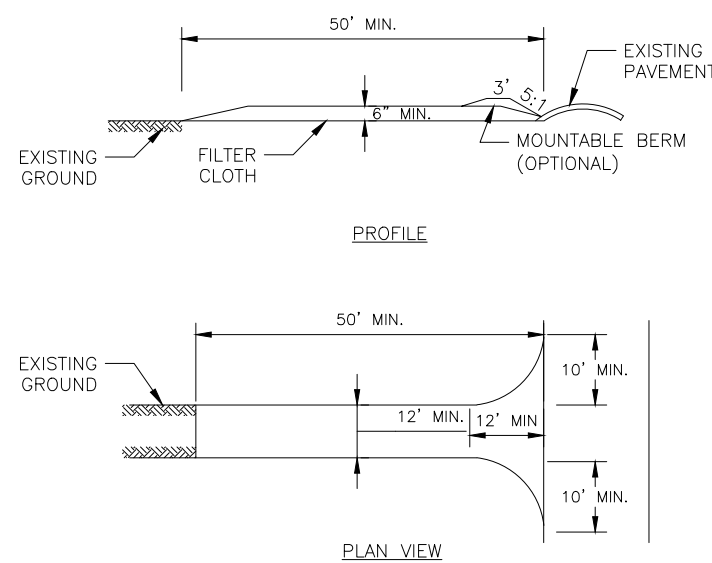 50' MIN.
EXISTING
PAVEMENT
3' 5:1
6" MIN.
MOUNTABLE BERM
(OPTIONAL)
EXISTING
GROUND
FILTER
CLOTH
PROFILE
50' MIN.
EXISTING
GROUND
10' MIN.
12' MIN.
12' MIN
10' MIN.
PLAN VIEW